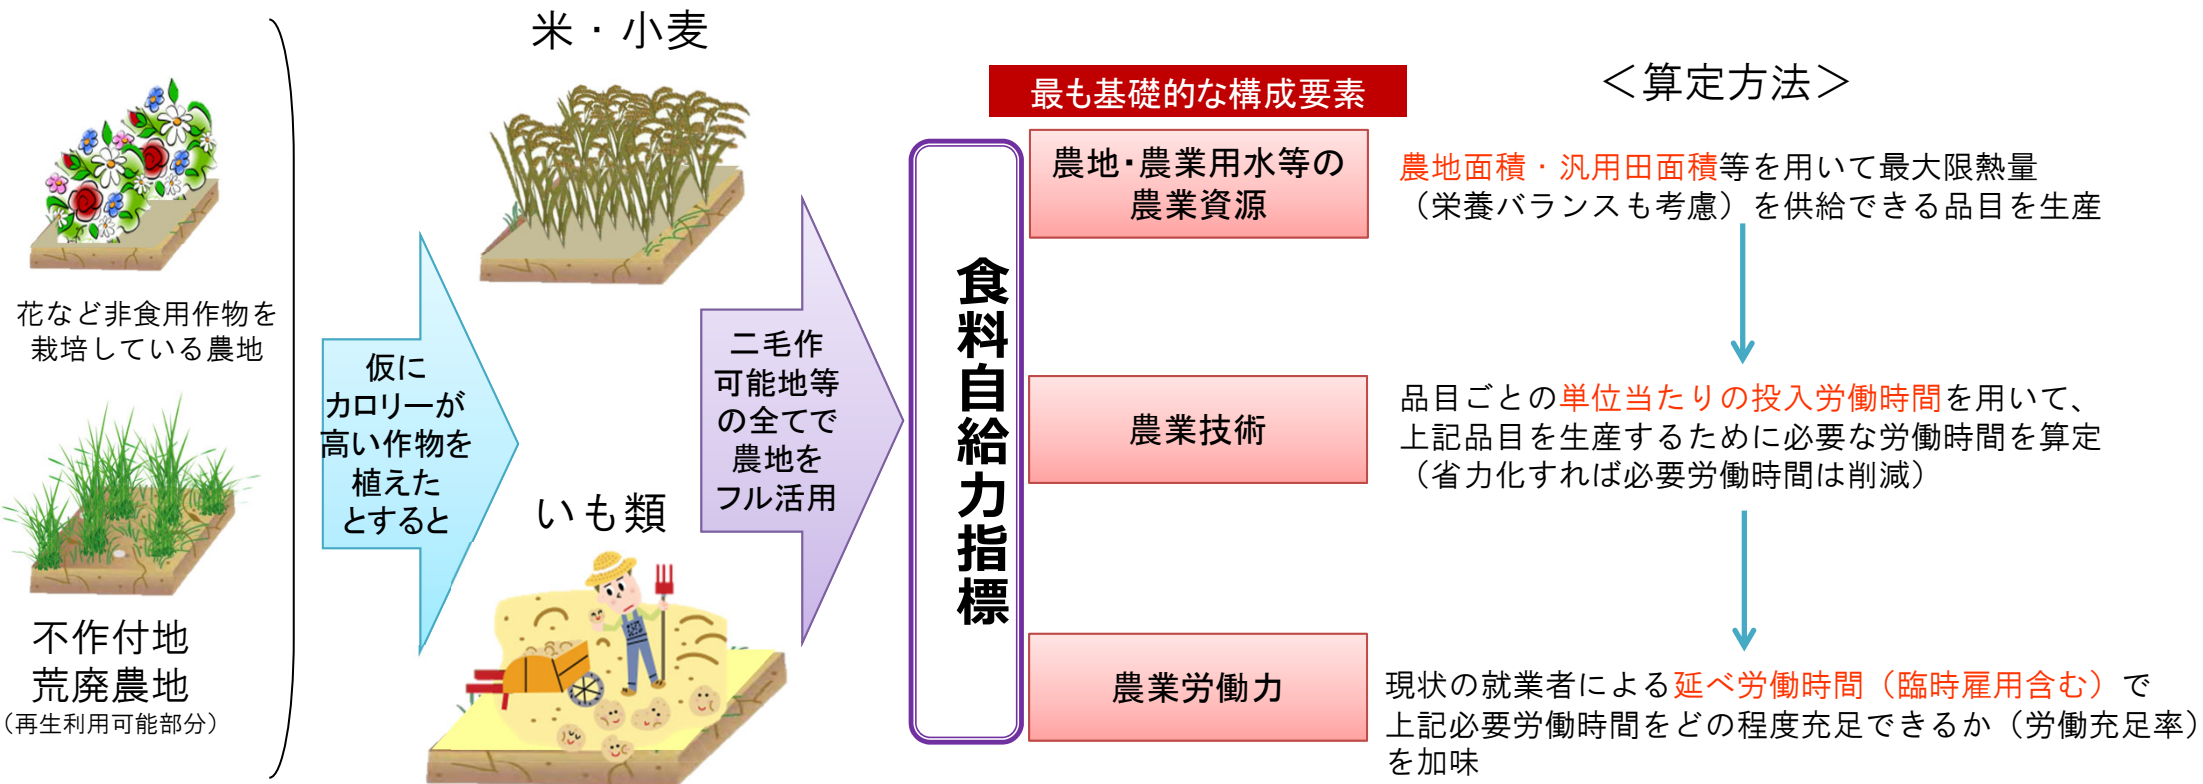 花など非食用作物を
栽培している農地
不作付地
荒廃農地
（再生利用可能部分）
仮に
カロリーが
高い作物を
植えた
とすると
米・小麦
いも類
二毛作
可能地等
の全てで
農地を
フル活用
食料自給力指標
最も基礎的な構成要素
農地・農業用水等の
農業資源
農業技術
農業労働力
＜算定方法＞
農地面積・汎用田面積等を用いて最大限熱量
（栄養バランスも考慮）を供給できる品目を生産
品目ごとの単位当たりの投入労働時間を用いて、
上記品目を生産するために必要な労働時間を算定
（省力化すれば必要労働時間は削減）
現状の就業者による延べ労働時間（臨時雇用含む）で
上記必要労働時間をどの程度充足できるか（労働充足率）
を加味